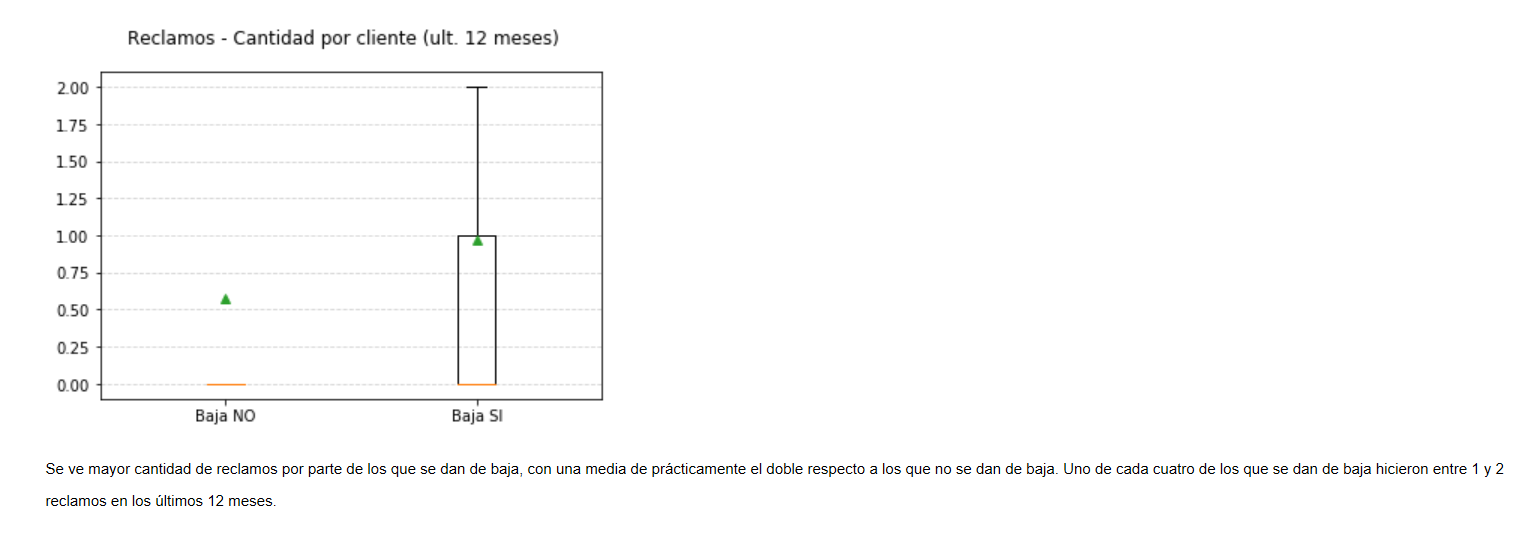 Reclamos - Cantidad por cliente (ult. 12 meses)
2.00
1.75
1.50
1.25
1.00
0.75
0.50
0.25
0.00
Baja NO
Baja SI
Se ve mayor cantidad de reclamos por parte de los que se dan de baja, con una media de prácticamente el doble respecto a los que no se dan de baja. Uno de cada cuatro de los que se dan de baja hicieron entre 1 y 2
reclamos en los últimos 12 meses.